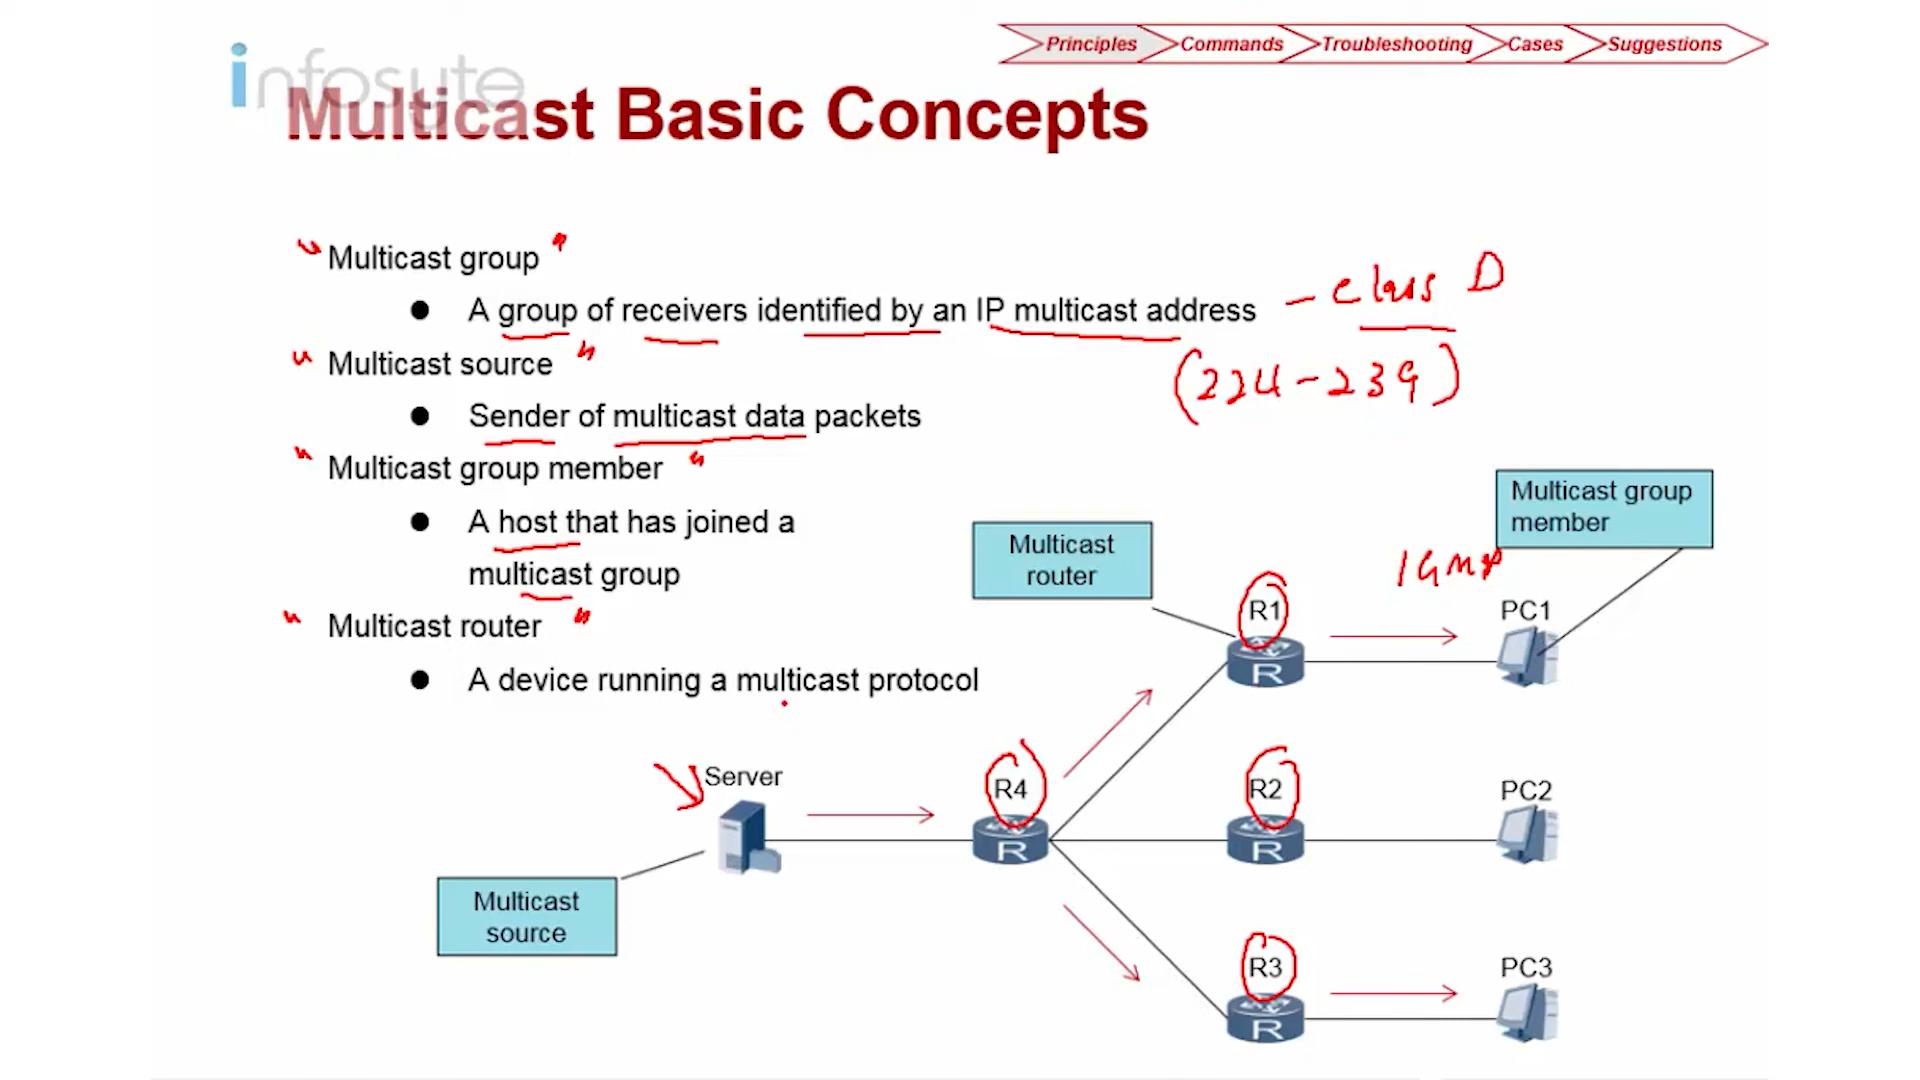 Principles Commands Troubleshooting Cases Suggestions
infosyte
Multicast Basic Concepts
" Multicast group "
● A group of receivers identified by an IP multicast address - class D
(224-239)
" Multicast source "
● Sender of multicast data packets
" Multicast group member "
● A host that has joined a
multicast group
" Multicast router "
● A device running a multicast protocol
Multicast
router
Multicast group
member
IGMP
R1
R
PC1
Server
R4
R
R2
R
PC2
Multicast
source
R3
R
PC3